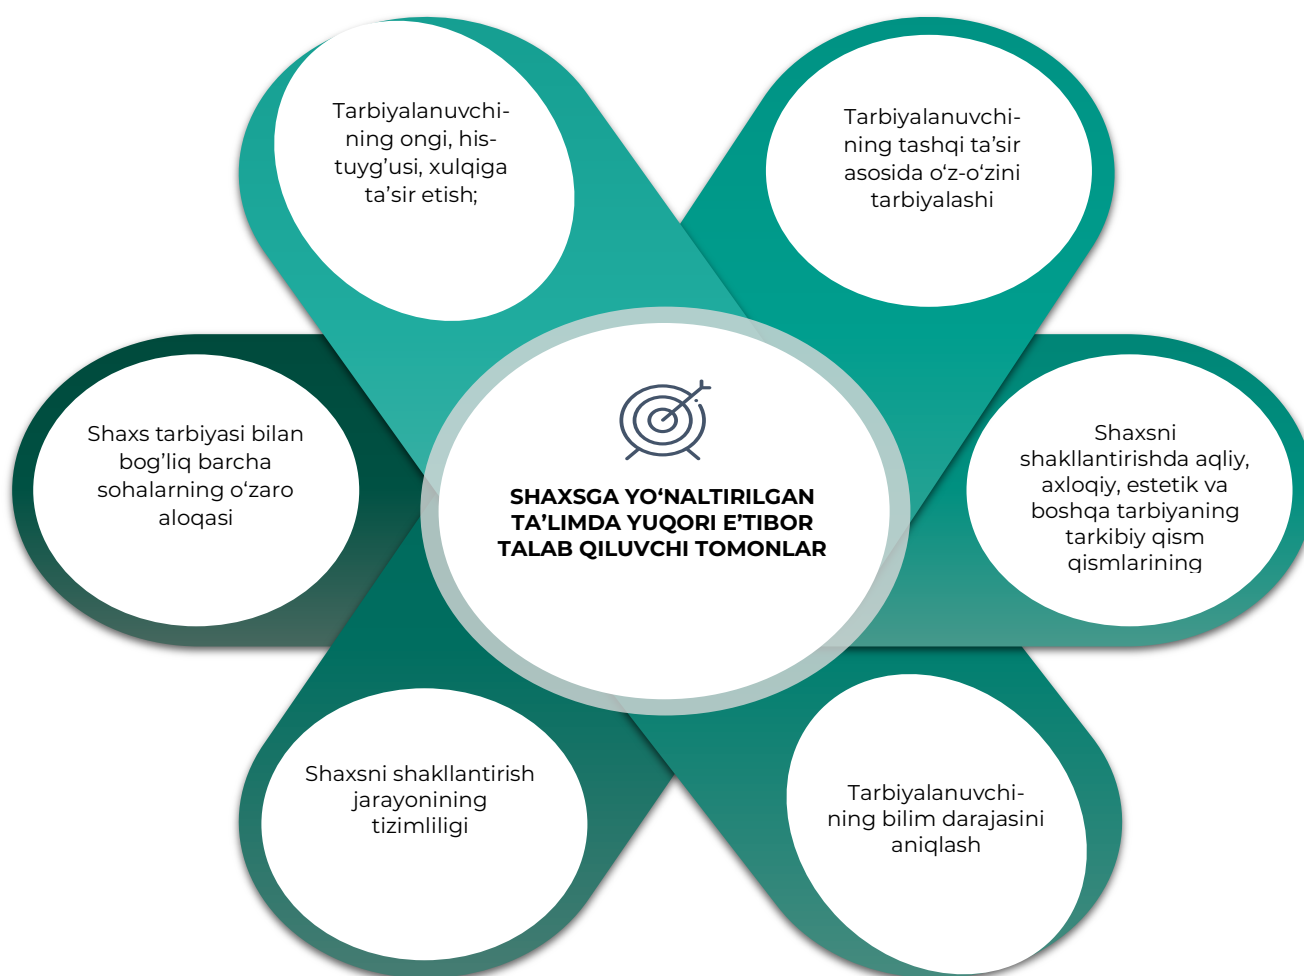 Tarbiyalanuvchi-
ning ongi, his-
tuyg’usi, xulqiga
ta’sir etish;
Tarbiyalanuvchi-
ning tashqi ta’sir
asosida o‘z-o‘zini
tarbiyalashi
Shaxs tarbiyasi bilan
bog’liq barcha
sohalarning o‘zaro
aloqasi
SHAXSGA YO‘NALTIRILGAN
TA’LIMDA YUQORI E’TIBOR
TALAB QILUVCHI TOMONLAR
Shaxsni
shakllantirishda aqliy,
axloqiy, estetik va
boshqa tarbiyaning
tarkibiy qism
qismlarining
Shaxsni shakllantirish
jarayonining
tizimliligi
Tarbiyalanuvchi-
ning bilim darajasini
aniqlash